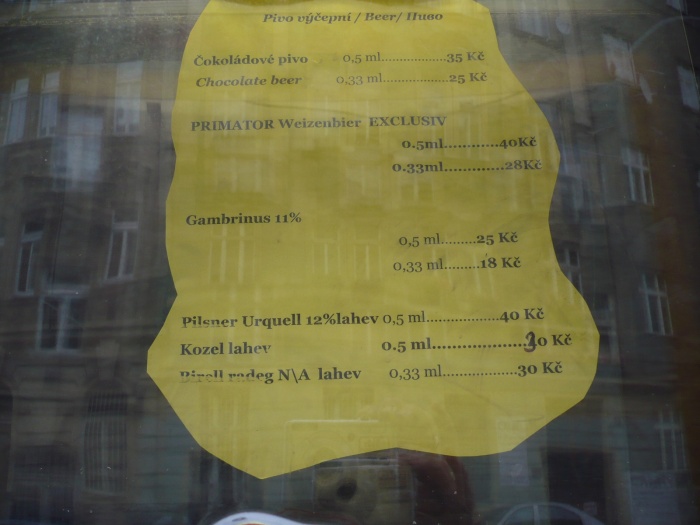 Pivo výčepní / Beer/ Пиво
Čokoládové pivo 0,5 ml...................35 Kč
Chocolate beer 0,33 ml....................25 Kč
PRIMATOR Weizenbier EXCLUSIV
0.5ml............40Kč
0.33ml............28Kč
Gambrinus 11%
0,5 ml.........25 Kč
0,33 ml.........18 Kč
Pilsner Urquell 12%lahev 0,5 ml....................40 Kč
Kozel lahev 0.5 ml.......................30 Kč
Birell radeg N\A lahev 0,33 ml....................30 Kč